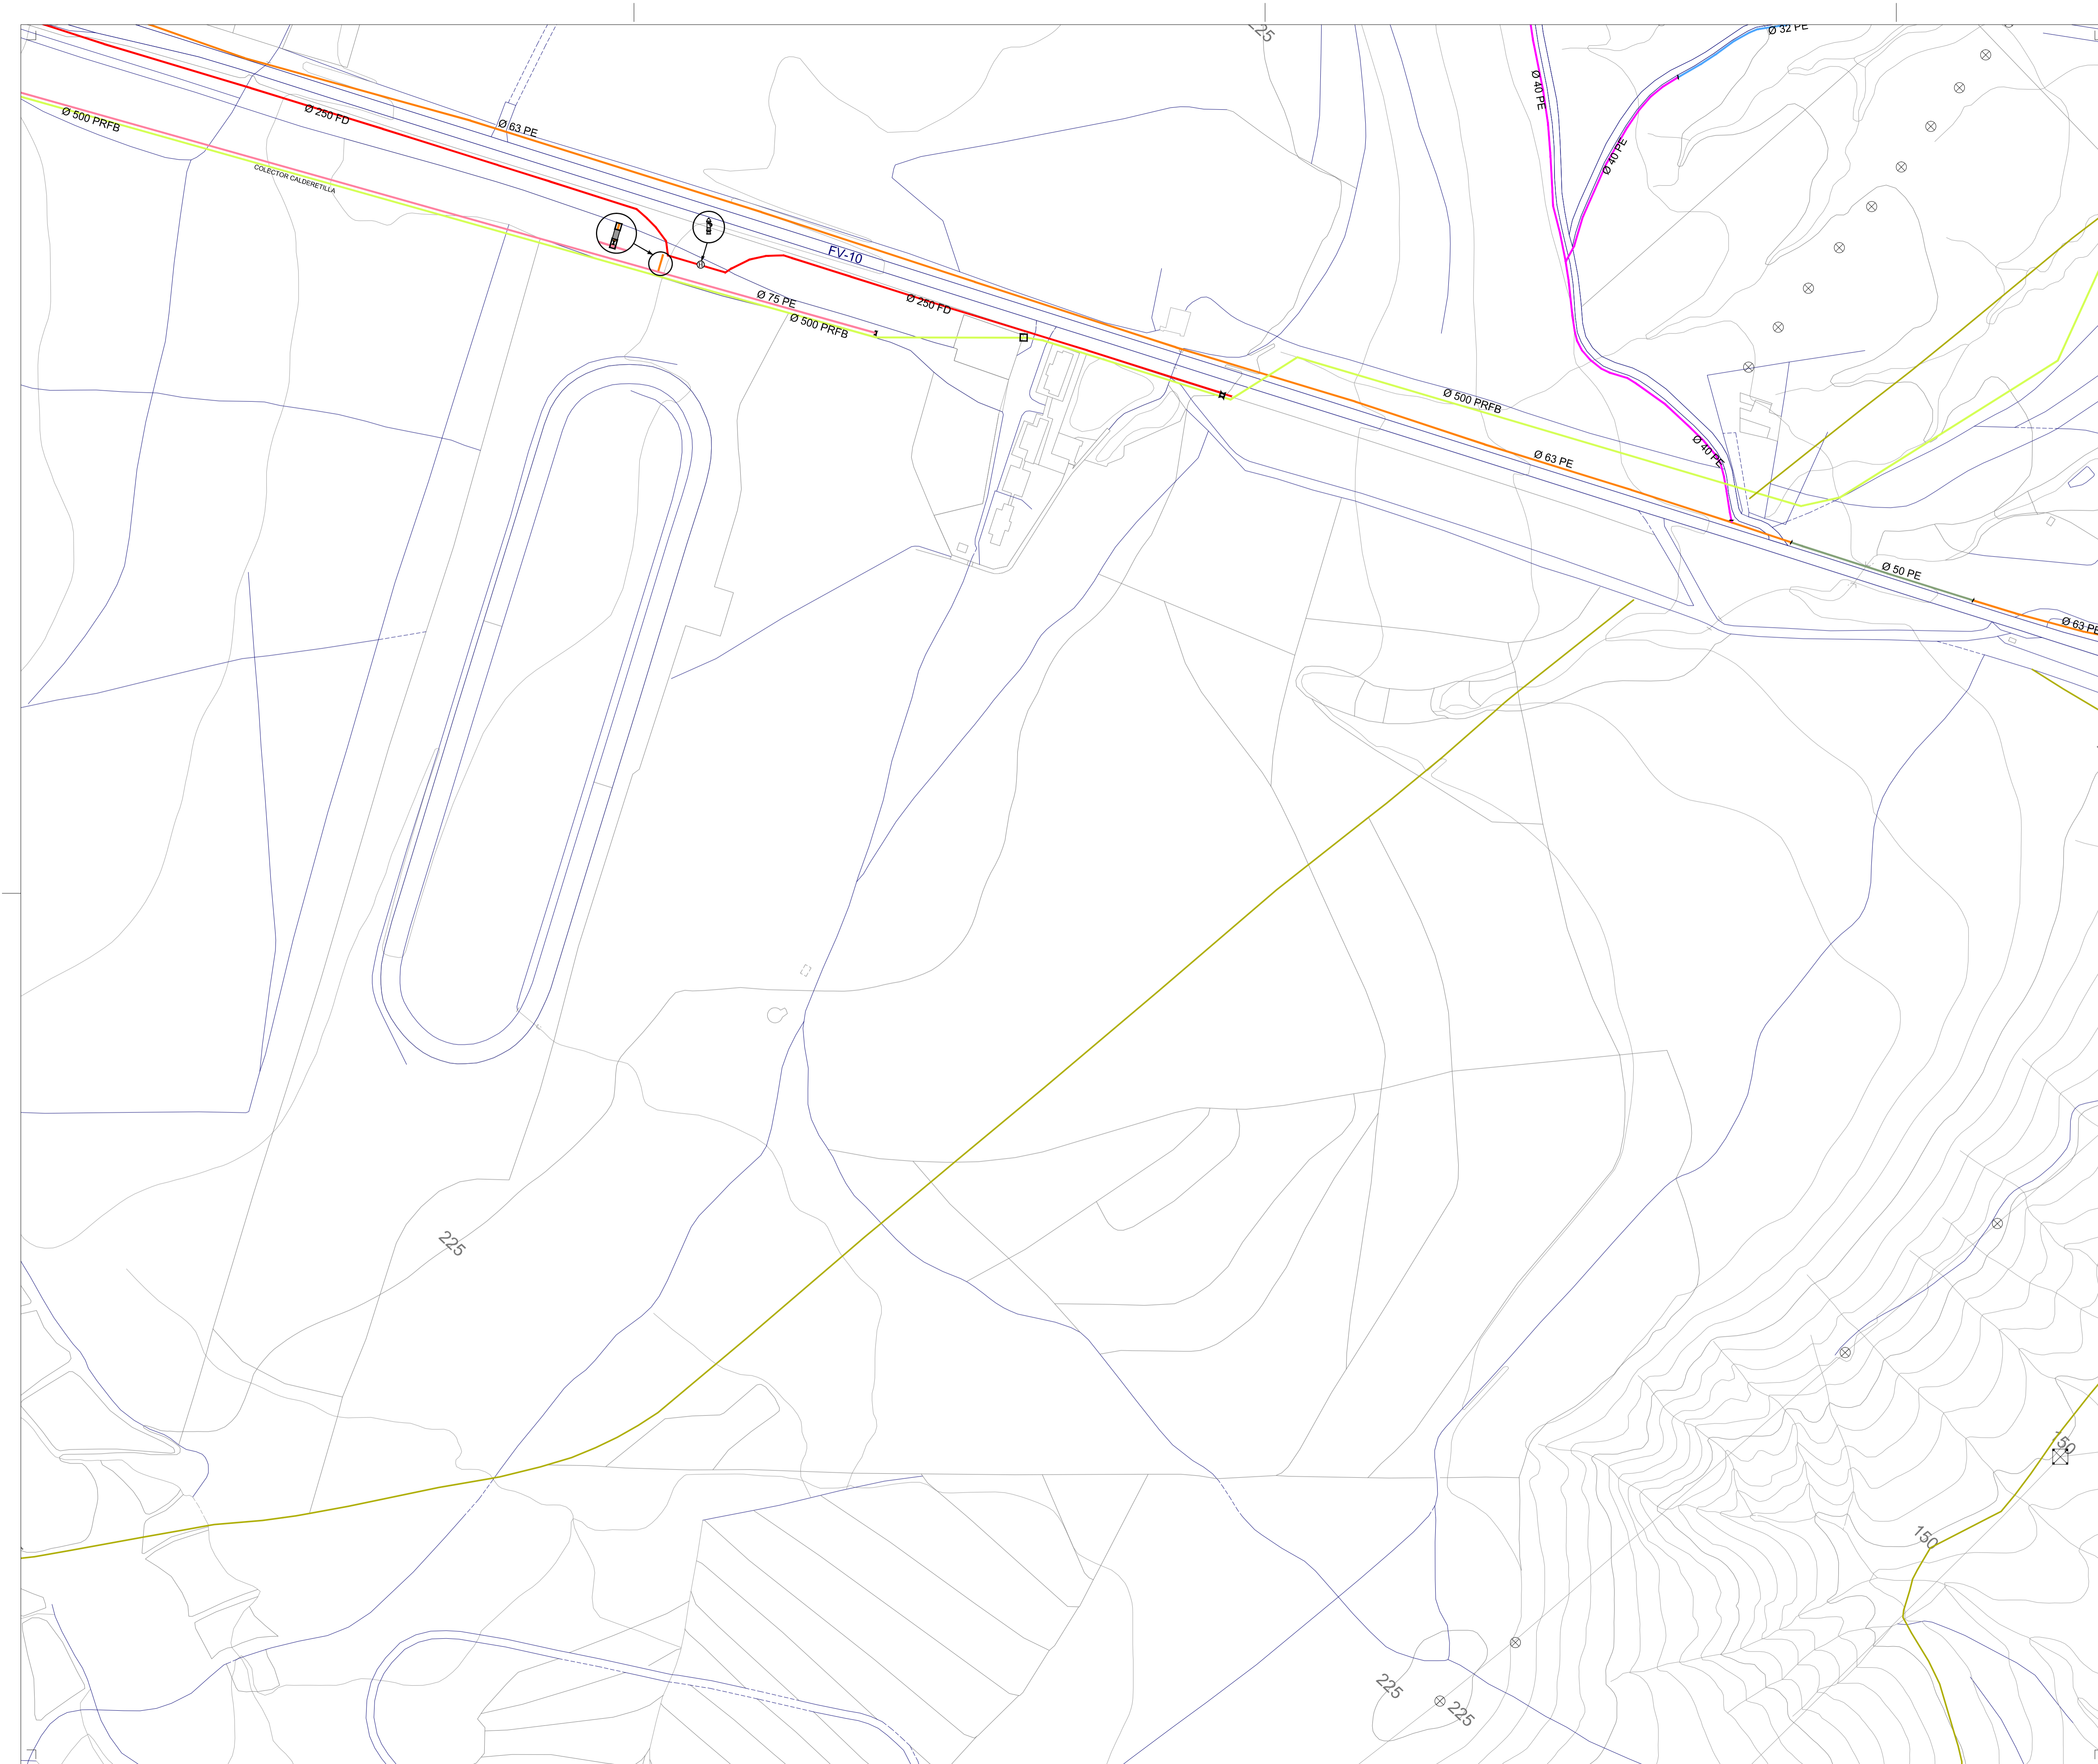 225
Ø 32 PE
Ø 40 PE
Ø 500 PRFB
Ø 250 FD
Ø 63 PE
Ø 40 PE
COLECTOR CALDERETILLA
FV-10
Ø 75 PE
Ø 250 FD
Ø 500 PRFB
Ø 500 PRFB
Ø 63 PE
Ø 40 PE
Ø 50 PE
Ø 63 PE
225
150
150
225
225